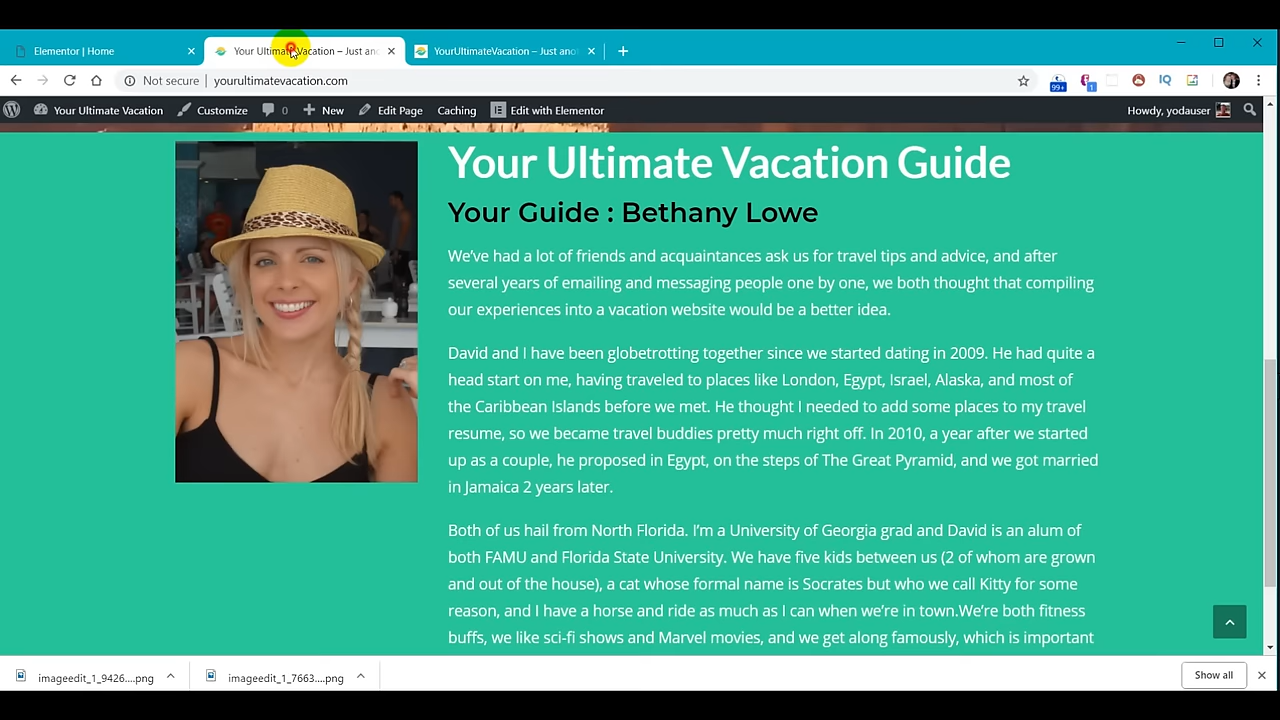 Elementor | Home
Your Ultimate Vacation – Just an
YourUltimateVacation – Just ano
Not secure | yourultimatevacation.com
99+
1
IQ
Your Ultimate Vacation Customize 0 New Edit Page Caching Edit with Elementor Howdy, yodauser
Your Ultimate Vacation Guide
Your Guide : Bethany Lowe
We've had a lot of friends and acquaintances ask us for travel tips and advice, and after
several years of emailing and messaging people one by one, we both thought that compiling
our experiences into a vacation website would be a better idea.
David and I have been globetrotting together since we started dating in 2009. He had quite a
head start on me, having traveled to places like London, Egypt, Israel, Alaska, and most of
the Caribbean Islands before we met. He thought I needed to add some places to my travel
resume, so we became travel buddies pretty much right off. In 2010, a year after we started
up as a couple, he proposed in Egypt, on the steps of The Great Pyramid, and we got married
in Jamaica 2 years later.
Both of us hail from North Florida. I'm a University of Georgia grad and David is an alum of
both FAMU and Florida State University. We have five kids between us (2 of whom are grown
and out of the house), a cat whose formal name is Socrates but who we call Kitty for some
reason, and I have a horse and ride as much as I can when we're in town.We're both fitness
buffs, we like sci-fi shows and Marvel movies, and we get along famously, which is important
imageedit_1_9426....png
imageedit_1_7663....png
Show all